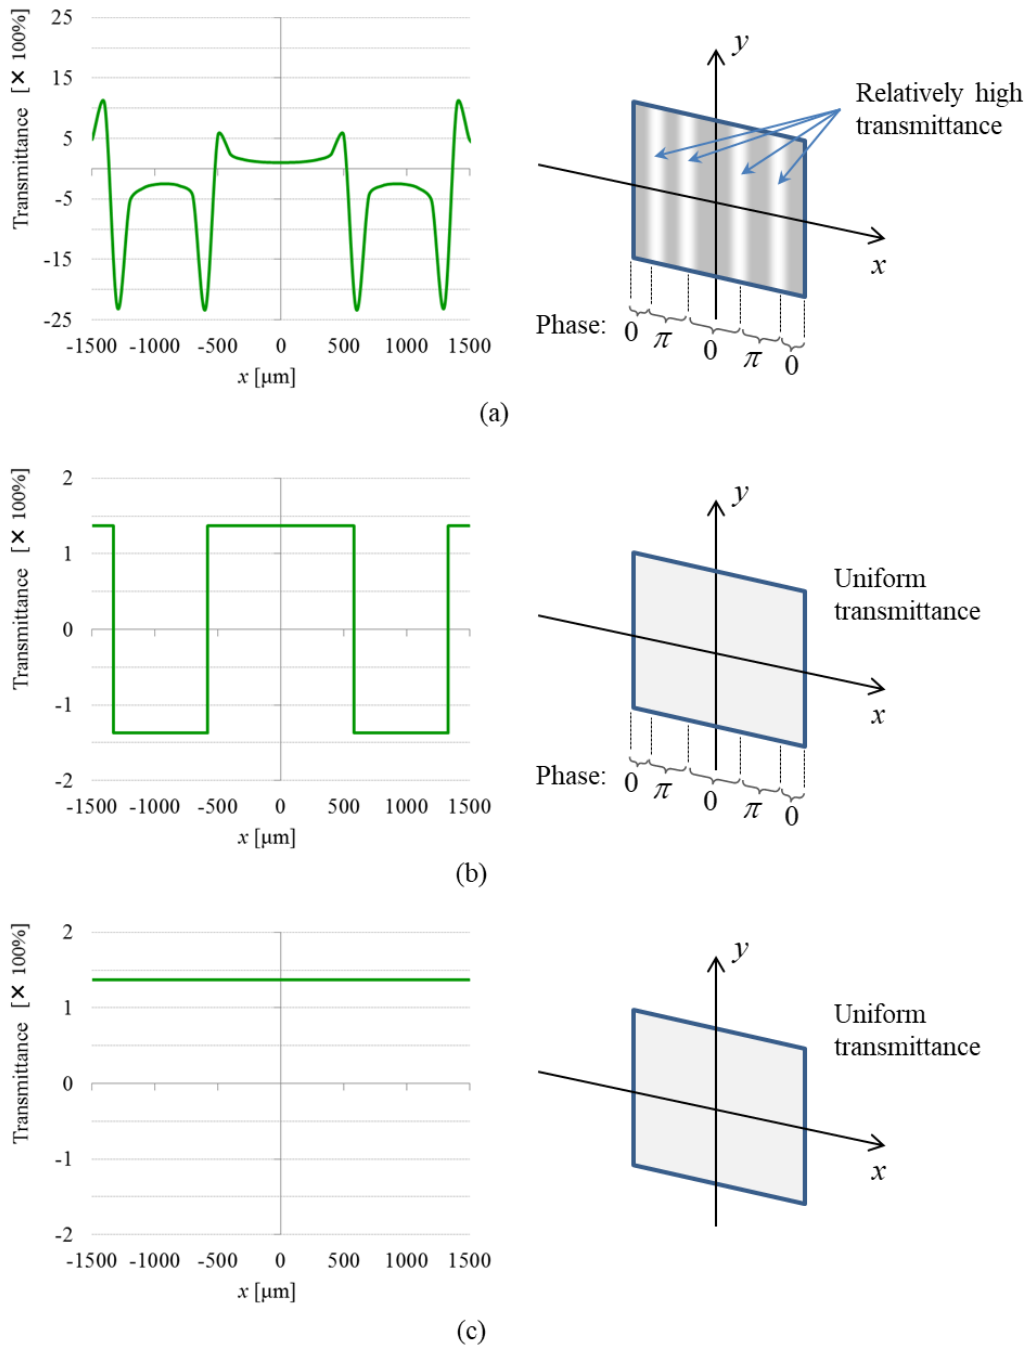 Transmittance [× 100%]
25
15
5
-5
-15
-25
-1500 -1000 -500 0 500 1000 1500
x [μm]
y
Relatively high
transmittance
x
Phase: 0 π 0 π 0
(a)
Transmittance [× 100%]
2
1
0
-1
-2
-1500 -1000 -500 0 500 1000 1500
x [μm]
y
Uniform
transmittance
x
Phase: 0 π 0 π 0
(b)
Transmittance [× 100%]
2
1
0
-1
-2
-1500 -1000 -500 0 500 1000 1500
x [μm]
y
Uniform
transmittance
x
(c)